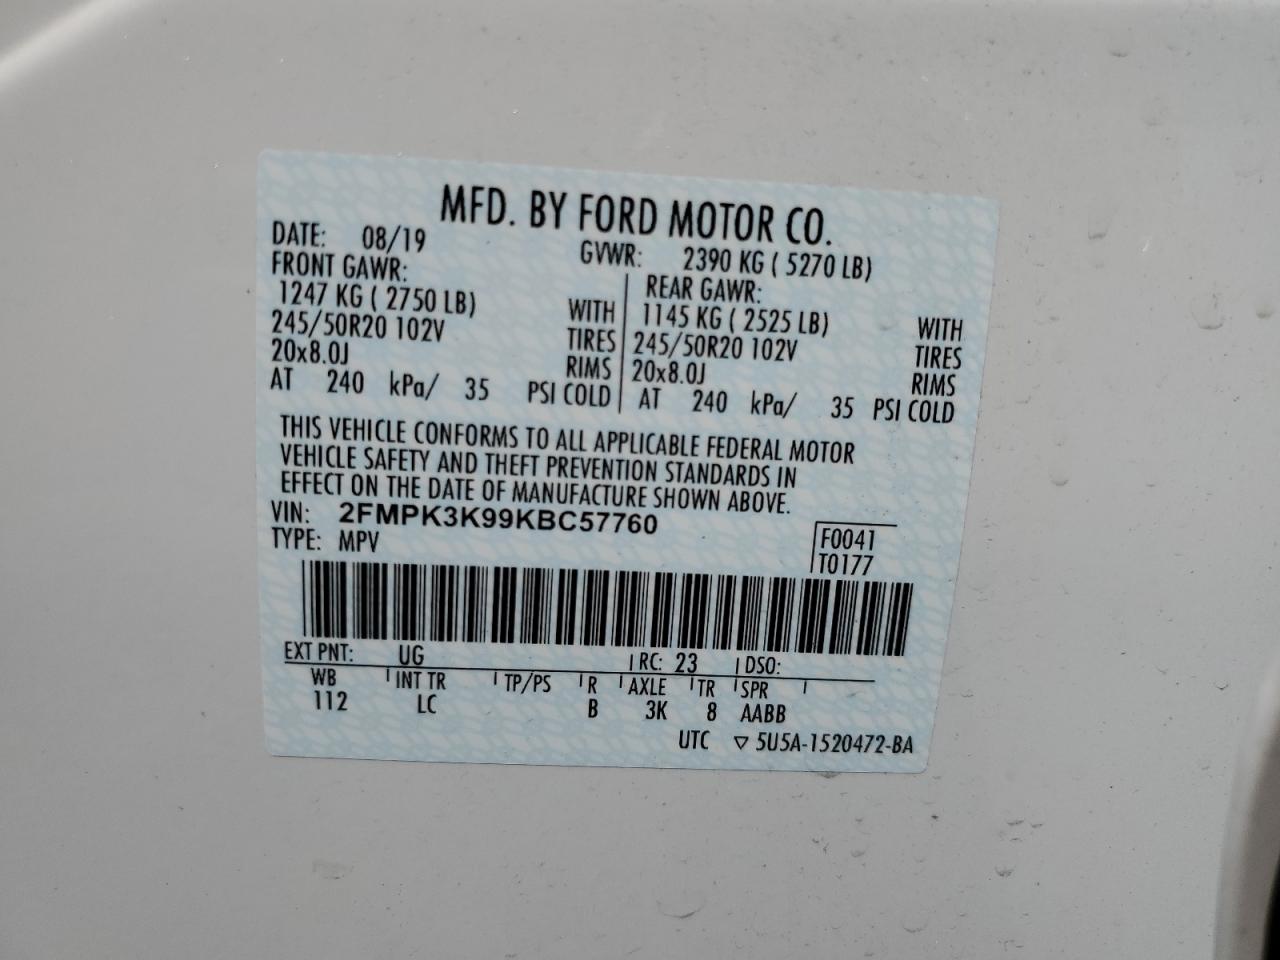 MFD. BY FORD MOTOR CO.
DATE: 08/19 GVWR: 2390 KG ( 5270 LB)
FRONT GAWR: REAR GAWR:
1247 KG ( 2750 LB) WITH 1145 KG ( 2525 LB) WITH
245/50R20 102V TIRES 245/50R20 102V TIRES
20x8.0J RIMS 20x8.0J RIMS
AT 240 kPa/ 35 PSI COLD AT 240 kPa/ 35 PSI COLD
THIS VEHICLE CONFORMS TO ALL APPLICABLE FEDERAL MOTOR
VEHICLE SAFETY AND THEFT PREVENTION STANDARDS IN
EFFECT ON THE DATE OF MANUFACTURE SHOWN ABOVE.
VIN: 2FMPK3K99KBC57760
TYPE: MPV
F0041
T0177
EXT PNT: UG RC: 23 DSO:
WB INT TR TP/PS R AXLE TR SPR
112 LC B 3K 8 AABB
UTC ▽ 5U5A-1520472-BA